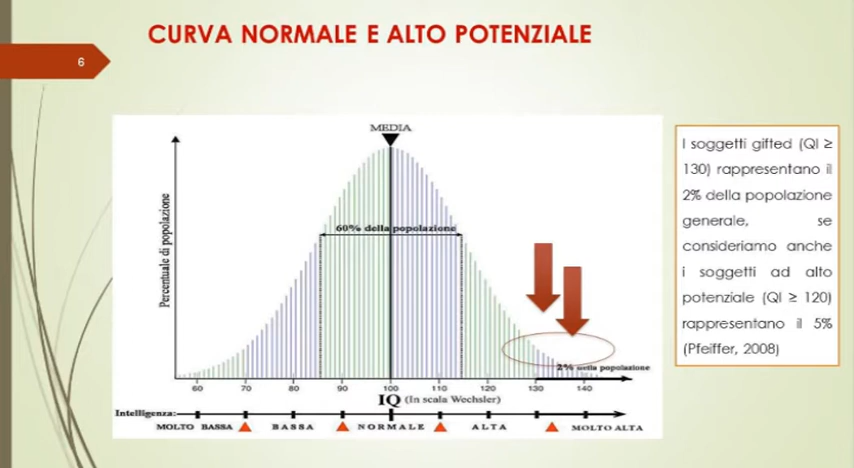 CURVA NORMALE E ALTO POTENZIALE
6
MEDIA
60% della popolazione
Percentuale di popolazione
2% della popolazione
60 70 80 90 100 110 120 130 140
IQ (In scala Wechsler)
Intelligenza:
MOLTO BASSA BASSA NORMALE ALTA MOLTO ALTA
I soggetti gifted (QI ≥
130) rappresentano il
2% della popolazione
generale, se
consideriamo anche
i soggetti ad alto
potenziale (QI ≥ 120)
rappresentano il 5%
(Pfeiffer, 2008)